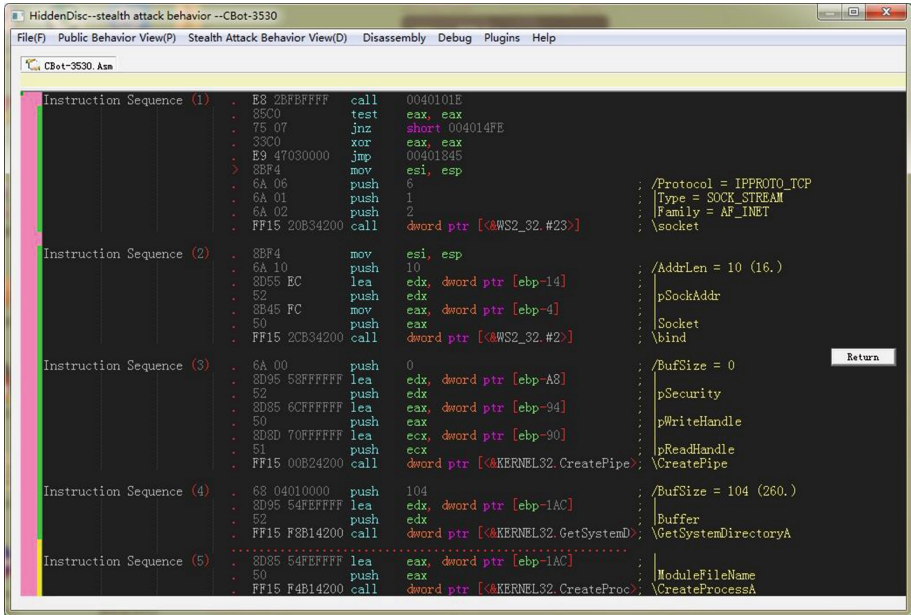 HiddenDisc--stealth attack behavior --CBot-3530
File(F) Public Behavior View(P) Stealth Attack Behavior View(D) Disassembly Debug Plugins Help
CBot-3530.Asm
Instruction Sequence (1) . E8 2BFBFFFF call 0040101E
. 85C0 test eax, eax
. 75 07 jnz short 004014FE
. 33C0 xor eax, eax
. E9 47030000 jmp 00401845
> 8BF4 mov esi, esp
. 6A 06 push 6 ; /Protocol = IPPROTO_TCP
. 6A 01 push 1 ; |Type = SOCK_STREAM
. 6A 02 push 2 ; |Family = AF_INET
. FF15 20B34200 call dword ptr [<&WS2_32.#23>] ; \socket
Instruction Sequence (2) . 8BF4 mov esi, esp
. 6A 10 push 10 ; /AddrLen = 10 (16.)
. 8D55 EC lea edx, dword ptr [ebp-14] ; |
. 52 push edx ; |pSockAddr
. 8B45 FC mov eax, dword ptr [ebp-4] ; |
. 50 push eax ; |Socket
. FF15 2CB34200 call dword ptr [<&WS2_32.#2>] ; \bind
Return
Instruction Sequence (3) . 6A 00 push 0 ; /BufSize = 0
. 8D95 58FFFFFF lea edx, dword ptr [ebp-A8] ; |
. 52 push edx ; |pSecurity
. 8D85 6CFFFFFF lea eax, dword ptr [ebp-94] ; |
. 50 push eax ; |pWriteHandle
. 8D8D 70FFFFFF lea ecx, dword ptr [ebp-90] ; |
. 51 push ecx ; |pReadHandle
. FF15 00B24200 call dword ptr [<&KERNEL32.CreatePipe>; \CreatePipe
Instruction Sequence (4) . 68 04010000 push 104 ; /BufSize = 104 (260.)
. 8D95 54FEFFFF lea edx, dword ptr [ebp-1AC] ; |
. 52 push edx ; |Buffer
. FF15 F8B14200 call dword ptr [<&KERNEL32.GetSystemD>; \GetSystemDirectoryA
Instruction Sequence (5) . 8D85 54FEFFFF lea eax, dword ptr [ebp-1AC] ; |
. 50 push eax ; |ModuleFileName
. FF15 F4B14200 call dword ptr [<&KERNEL32.CreateProc>; \CreateProcessA